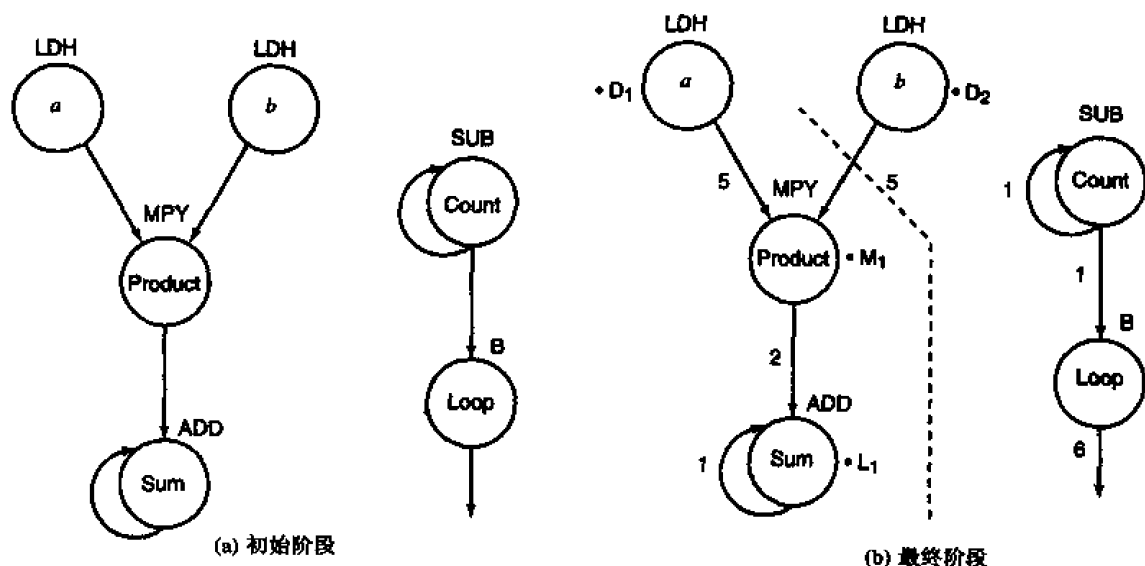 LDH
a
LDH
b
MPY
Product
ADD
Sum
SUB
Count
B
Loop
(a) 初始阶段
LDH
• D₁
a
LDH
b
• D₂
5
5
MPY
Product
• M₁
2
ADD
1
Sum
• L₁
SUB
1
Count
1
B
Loop
6
(b) 最终阶段